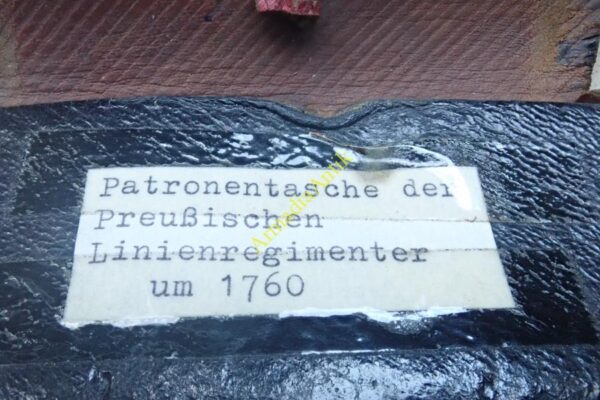 Patronentasche der
Preußischen
Linienregimenter
um 1760